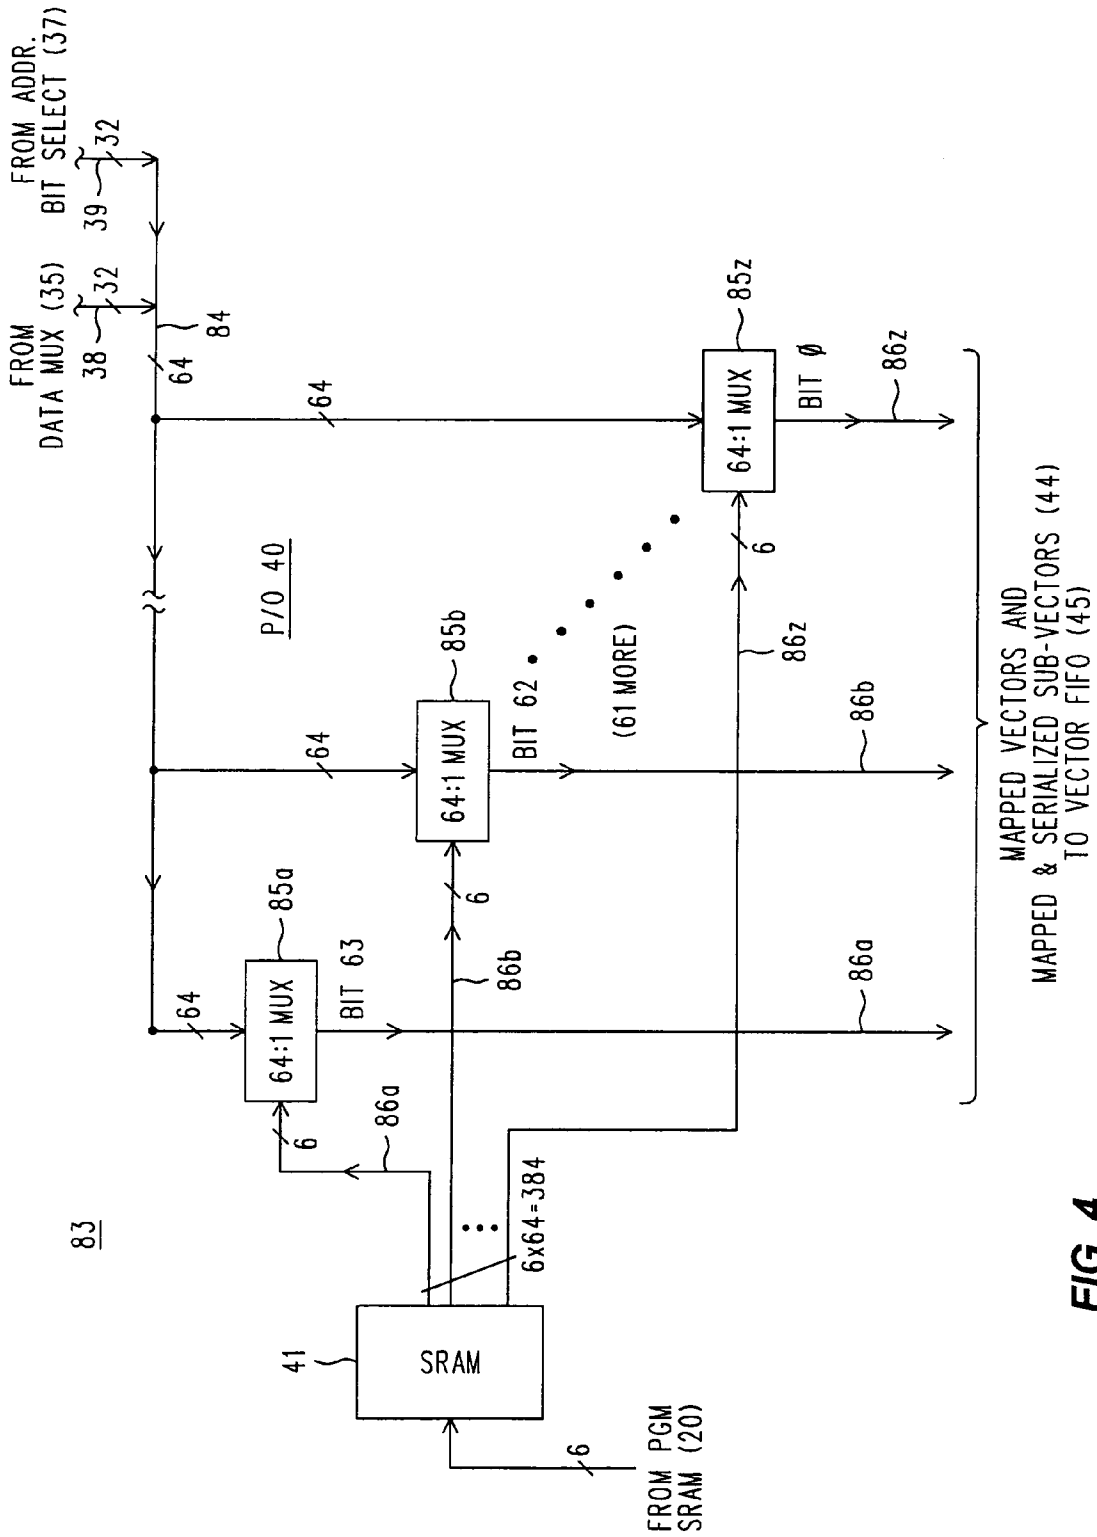 FROM ADDR.
BIT SELECT (37)
39
32
FROM
DATA MUX (35)
38
32
84
64
64
85z
64:1 MUX
BIT Ø
86z
6
86z
P/O 40
(61 MORE)
64
85b
64:1 MUX
BIT 62
86b
6
86b
64
85a
64:1 MUX
BIT 63
86a
6
86a
83
6x64=384
41
SRAM
6
FROM PGM
SRAM (20)
MAPPED VECTORS AND
MAPPED & SERIALIZED SUB-VECTORS (44)
TO VECTOR FIFO (45)
FIG 4